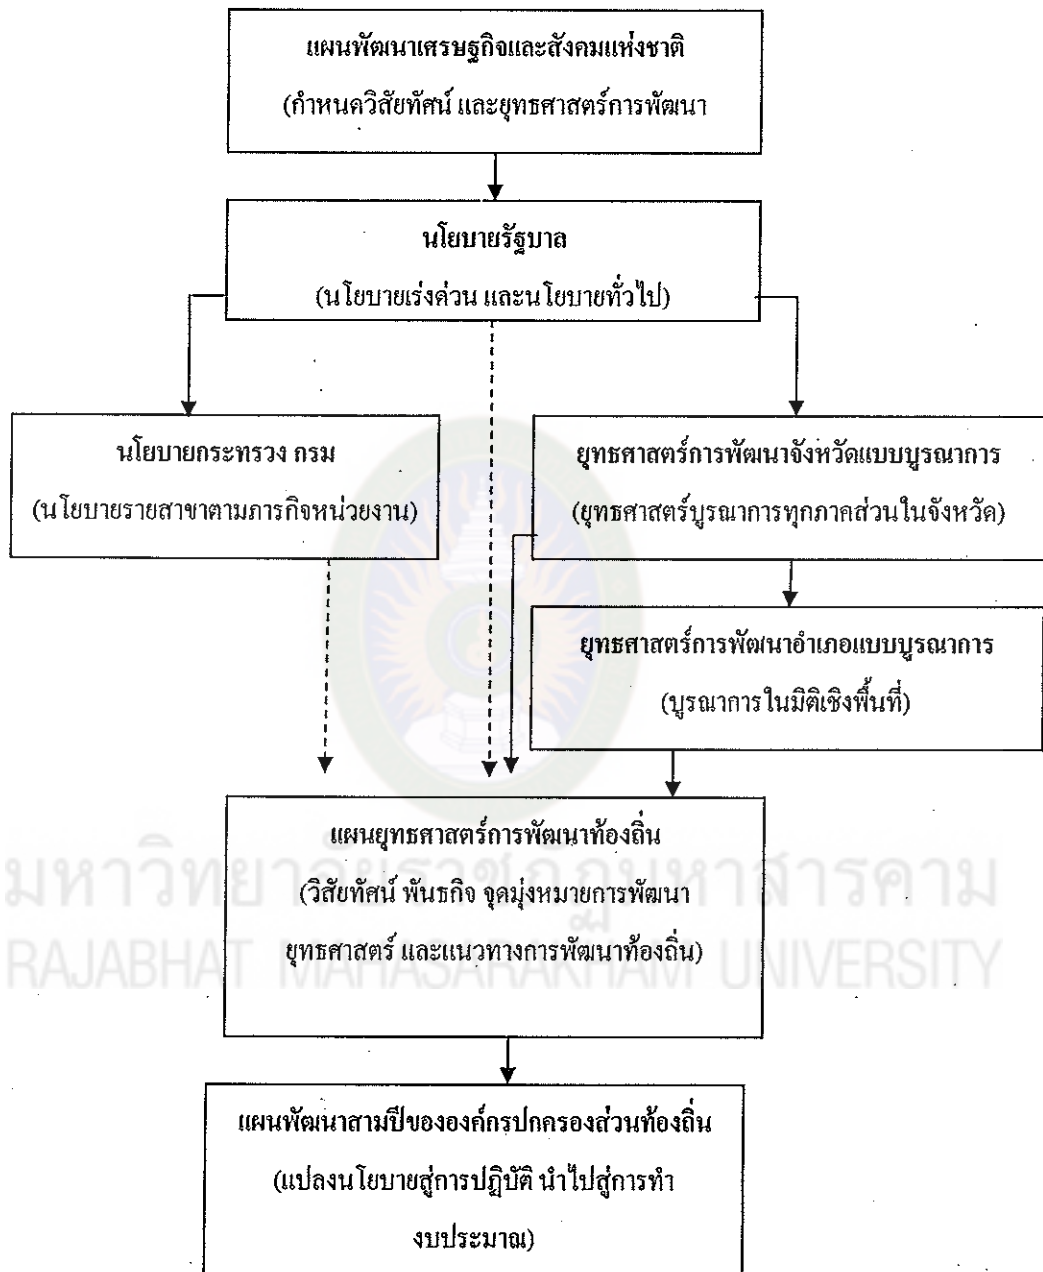 แผนพัฒนาเศรษฐกิจและสังคมแห่งชาติ
(กำหนดวิสัยทัศน์ และยุทธศาสตร์การพัฒนา
นโยบายรัฐบาล
(นโยบายเร่งด่วน และนโยบายทั่วไป)
นโยบายกระทรวง กรม
(นโยบายรายสาขาตามภารกิจหน่วยงาน)
ยุทธศาสตร์การพัฒนาจังหวัดแบบบูรณาการ
(ยุทธศาสตร์บูรณาการทุกภาคส่วนในจังหวัด)
ยุทธศาสตร์การพัฒนาอำเภอแบบบูรณาการ
(บูรณาการในมิติเชิงพื้นที่)
แผนยุทธศาสตร์การพัฒนาท้องถิ่น
(วิสัยทัศน์ พันธกิจ จุดมุ่งหมายการพัฒนา
ยุทธศาสตร์ และแนวทางการพัฒนาท้องถิ่น)
มหาวิทยาลัยราชภัฏมหาสารคาม
RAJABHAT MAHASARAKHAM UNIVERSITY
แผนพัฒนาสามปีขององค์กรปกครองส่วนท้องถิ่น
(แปลงนโยบายสู่การปฏิบัติ นำไปสู่การทำ
งบประมาณ)